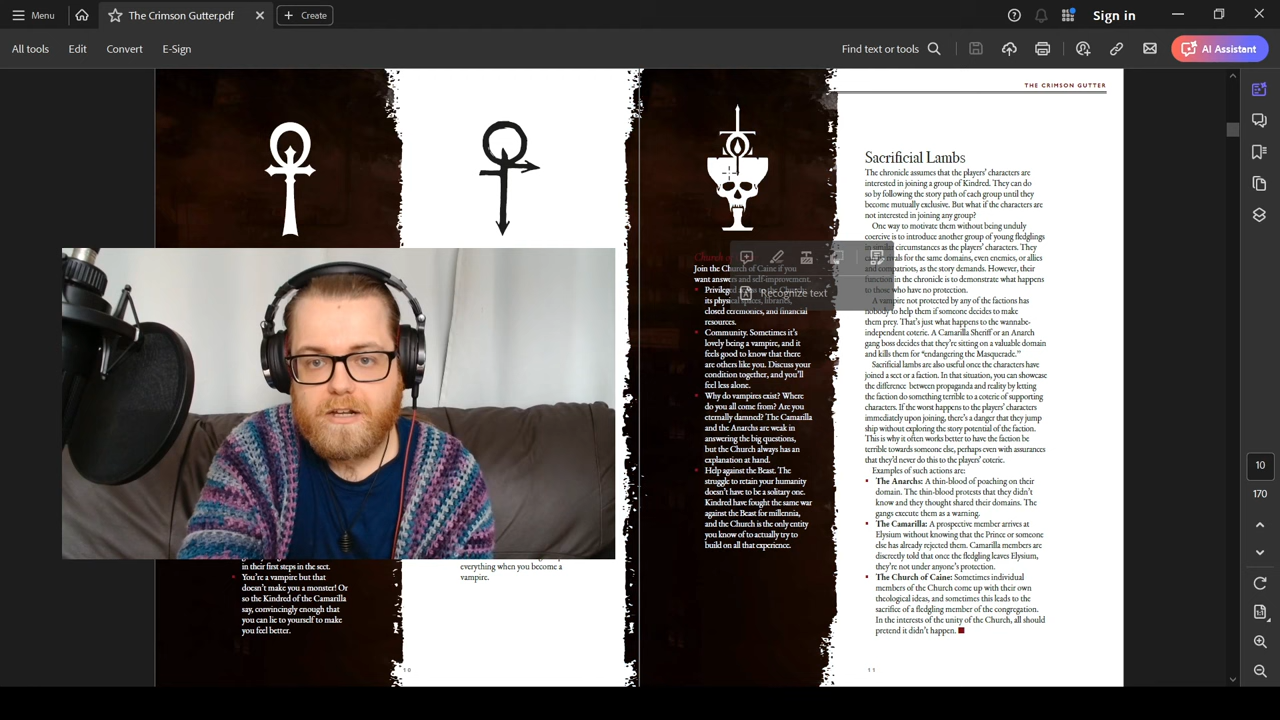 Menu
The Crimson Gutter.pdf
Create
Sign in
All tools
Edit
Convert
E-Sign
Find text or tools
AI Assistant
in their first steps in the sect.
You're a vampire but that
doesn't make you a monster! Or
so the Kindred of the Camarilla
say, convincingly enough that
you can lie to yourself to make
you feel better.
everything when you become a
vampire.
10
Church
Join the Church of Caine if you
want answers and self-improvement.
its physical spaces, libraries,
closed ceremonies, and financial
resources.
Community. Sometimes it's
lovely being a vampire, and it
feels good to know that there
are others like you. Discuss your
condition together, and you'll
feel less alone.
Why do vampires exist? Where
do you all come from? Are you
eternally damned? The Camarilla
and the Anarchs are weak in
answering the big questions,
but the Church always has an
explanation at hand.
Help against the Beast. The
struggle to retain your humanity
doesn't have to be a solitary one.
Kindred have fought the same war
against the Beast for millennia,
and the Church is the only entity
you know of to actually try to
build on all that experience.
Recognize text
THE CRIMSON GUTTER
Sacrificial Lambs
The chronicle assumes that the players' characters are
interested in joining a group of Kindred. They can do
so by following the story path of each group until they
become mutually exclusive. But what if the characters are
not interested in joining any group?
One way to motivate them without being unduly
coercive is to introduce another group of young fledglings
in similar circumstances as the players' characters. They
can be rivals for the same domains, even enemies, or allies
and compatriots, as the story demands. However, their
function in the chronicle is to demonstrate what happens
to those who have no protection.
A vampire not protected by any of the factions has
nobody to help them if someone decides to make
them prey. That's just what happens to the wannabe-
independent coterie. A Camarilla Sheriff or an Anarch
gang boss decides that they're sitting on a valuable domain
and kills them for "endangering the Masquerade."
Sacrificial lambs are also useful once the characters have
joined a sect or a faction. In that situation, you can showcase
the difference between propaganda and reality by letting
the faction do something terrible to a coterie of supporting
characters. If the worst happens to the players' characters
immediately upon joining, there's a danger that they jump
ship without exploring the story potential of the faction.
This is why it often works better to have the faction be
terrible towards someone else, perhaps even with assurances
that they'd never do this to the players' coterie.
Examples of such actions are:
The Anarchs: A thin-blood of poaching on their
domain. The thin-blood protests that they didn't
know and they thought shared their domains. The
gangs execute them as a warning.
The Camarilla: A prospective member arrives at
Elysium without knowing that the Prince or someone
else has already rejected them. Camarilla members are
discreetly told that once the fledgling leaves Elysium,
they're not under anyone's protection.
The Church of Caine: Sometimes individual
members of the Church come up with their own
theological ideas, and sometimes this leads to the
sacrifice of a fledgling member of the congregation.
In the interests of the unity of the Church, all should
pretend it didn't happen.
11
10
170